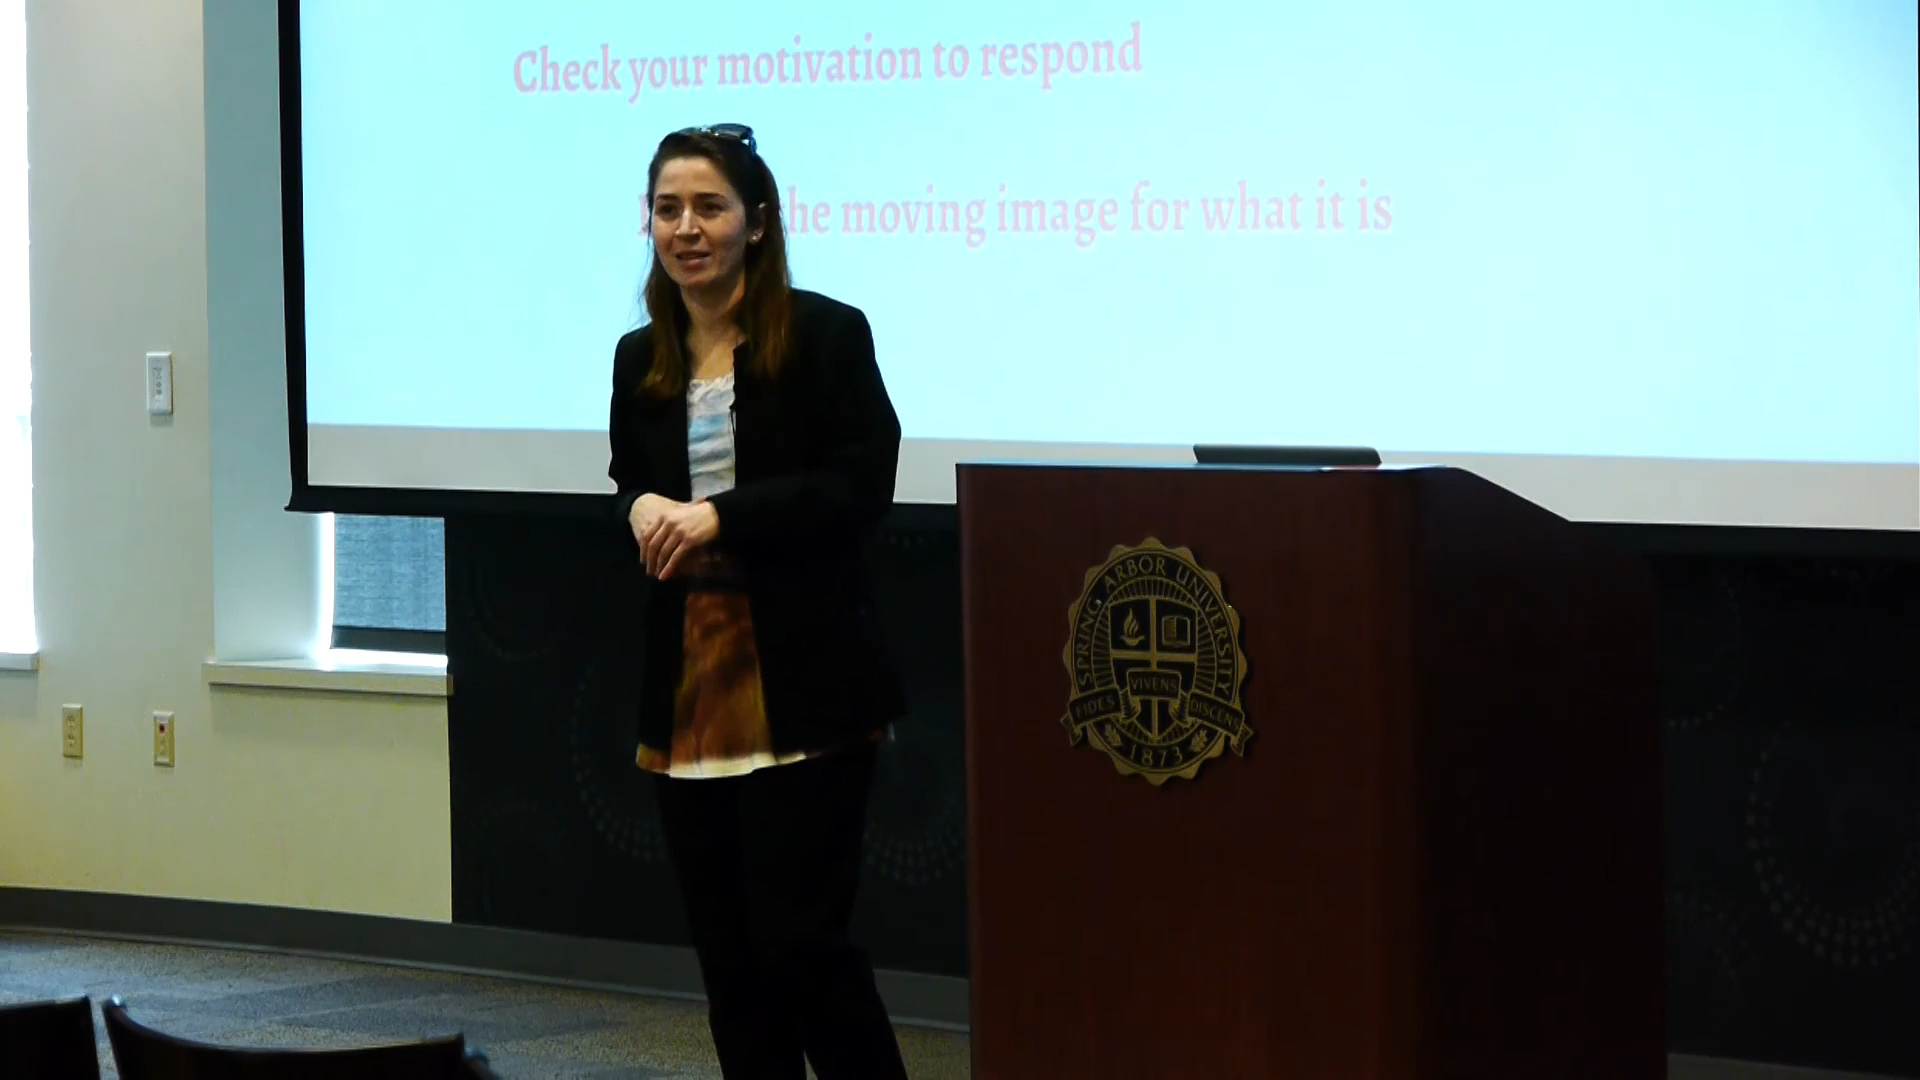 Check your motivation to respond
the moving image for what it is
SPRING ARBOR UNIVERSITY
VIVENS
FIDES DISCENS
1873